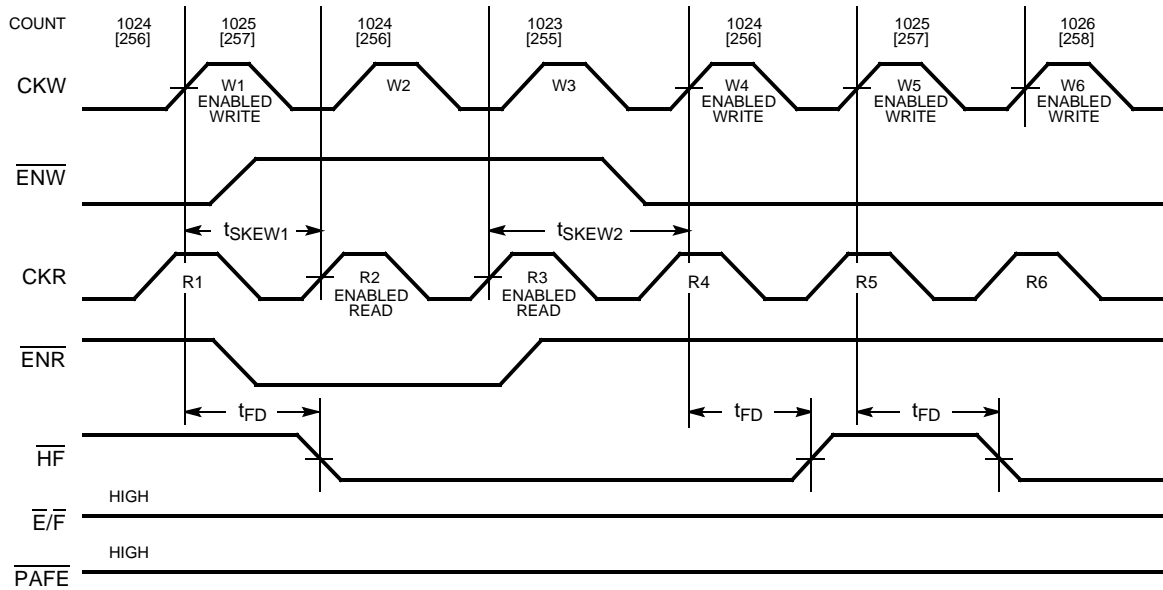 COUNT 1024 1025 1024 1023 1024 1025 1026
[256] [257] [256] [255] [256] [257] [258]
CKW W1 W2 W3 W4 W5 W6
ENABLED ENABLED ENABLED ENABLED
WRITE WRITE WRITE WRITE
ENW
tSKEW1 tSKEW2
CKR R1 R2 R3 R4 R5 R6
ENABLED ENABLED
READ READ
ENR
tFD tFD tFD
HF
HIGH
E/F
HIGH
PAFE